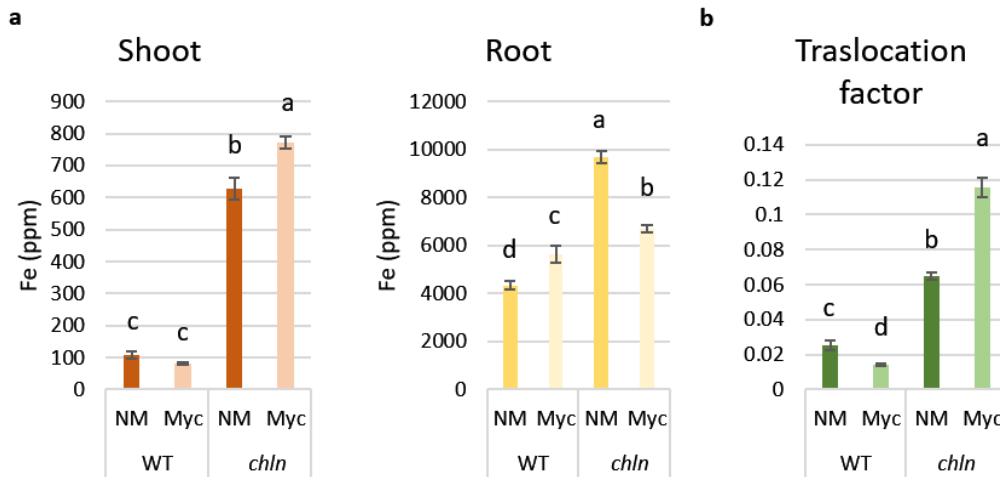 a
Shoot
Fe (ppm)
900
800
700
600
500
400
300
200
100
0
c
c
b
a
NM Myc NM Myc
WT chln
Root
Fe (ppm)
12000
10000
8000
6000
4000
2000
0
d
c
a
b
NM Myc NM Myc
WT chln
b
Traslocation
factor
0.14
0.12
0.1
0.08
0.06
0.04
0.02
0
c
d
b
a
NM Myc NM Myc
WT chln